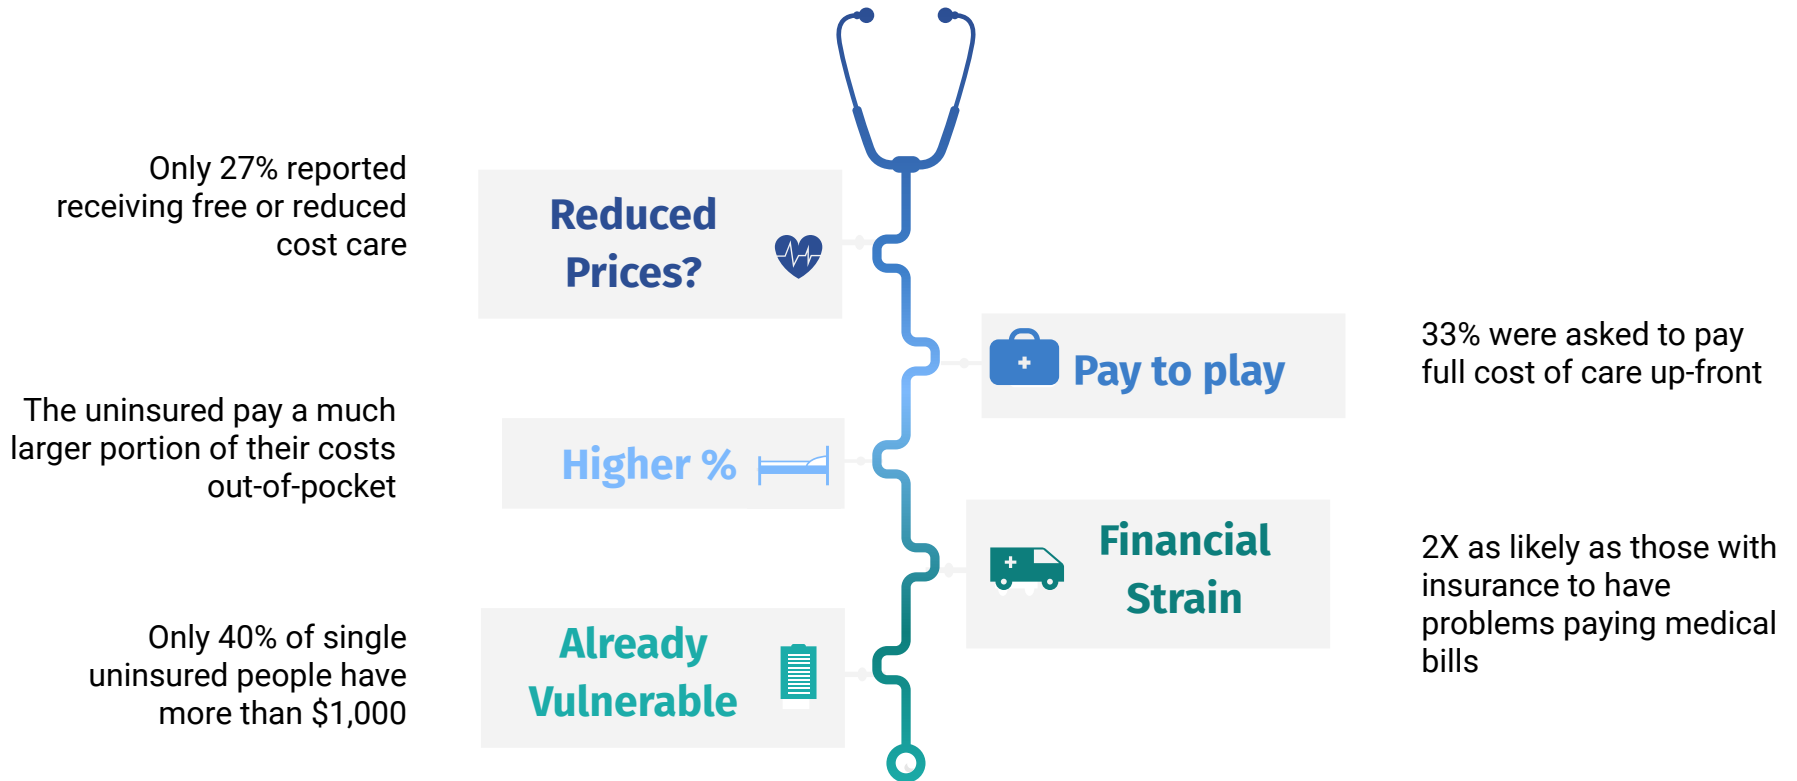 Only 27% reported
receiving free or reduced
cost care
Reduced
Prices?
Pay to play
33% were asked to pay
full cost of care up-front
The uninsured pay a much
larger portion of their costs
out-of-pocket
Higher %
Financial
Strain
2X as likely as those with
insurance to have
problems paying medical
bills
Only 40% of single
uninsured people have
more than $1,000
Already
Vulnerable